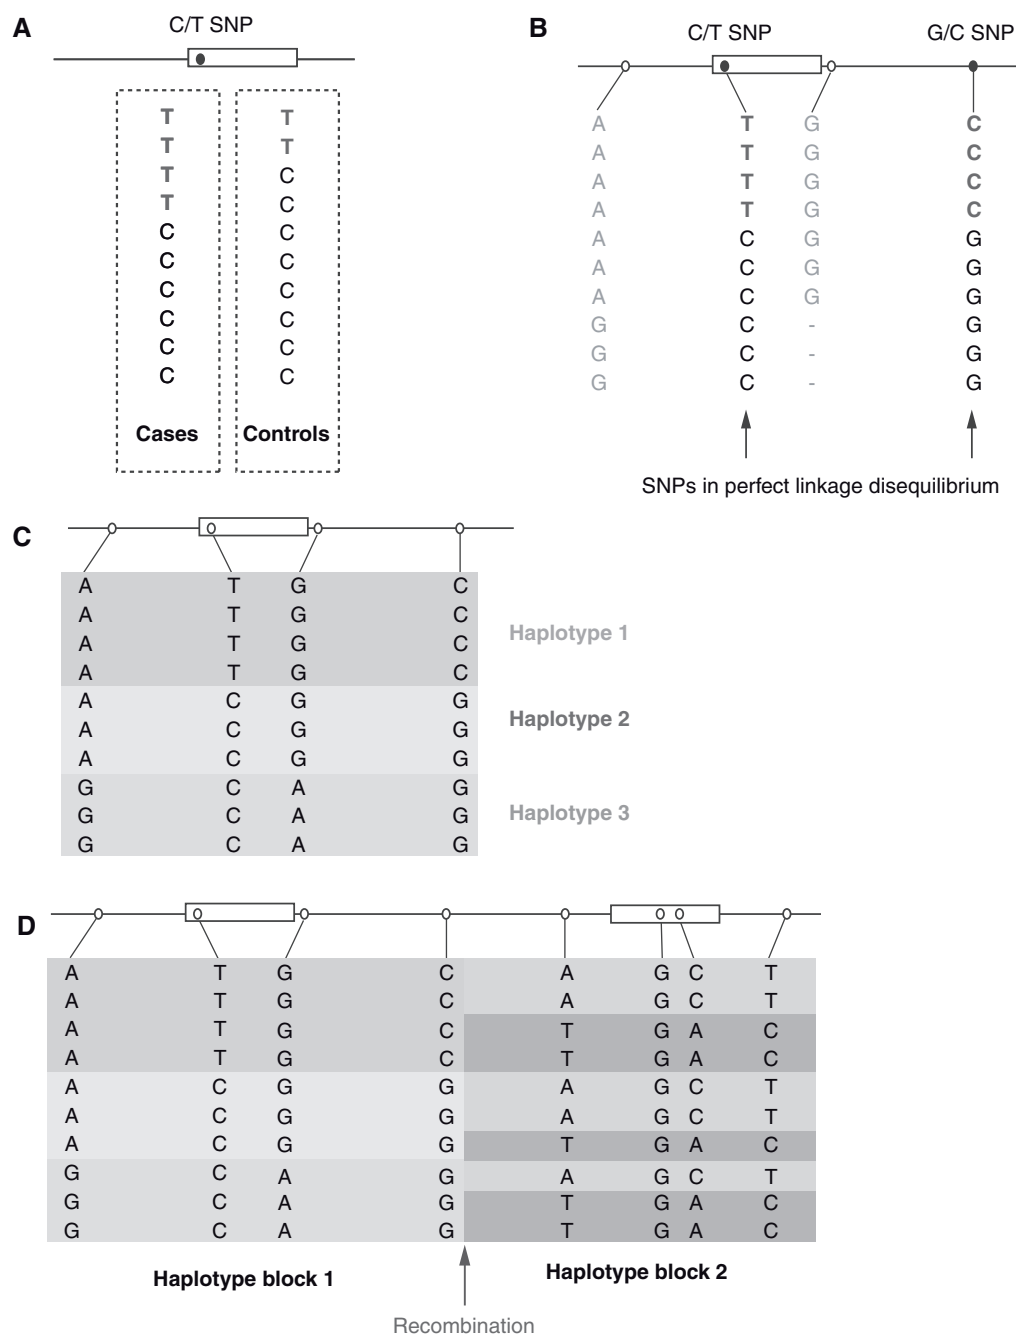 A
C/T SNP
T T
T T
T C
T C
C C
C C
C C
C C
C C
C C
Cases Controls
B
C/T SNP G/C SNP
A T G C
A T G C
A T G C
A T G C
A C G G
A C G G
A C G G
G C - G
G C - G
G C - G
SNPs in perfect linkage disequilibrium
C
A T G C
A T G C
A T G C
A T G C
Haplotype 1
A C G G
A C G G
A C G G
Haplotype 2
G C A G
G C A G
G C A G
Haplotype 3
D
A T G C A G C T
A T G C A G C T
A T G C T G A C
A T G C T G A C
A C G G A G C T
A C G G A G C T
A C G G T G A C
G C A G A G C T
G C A G T G A C
G C A G T G A C
Haplotype block 1 Haplotype block 2
Recombination